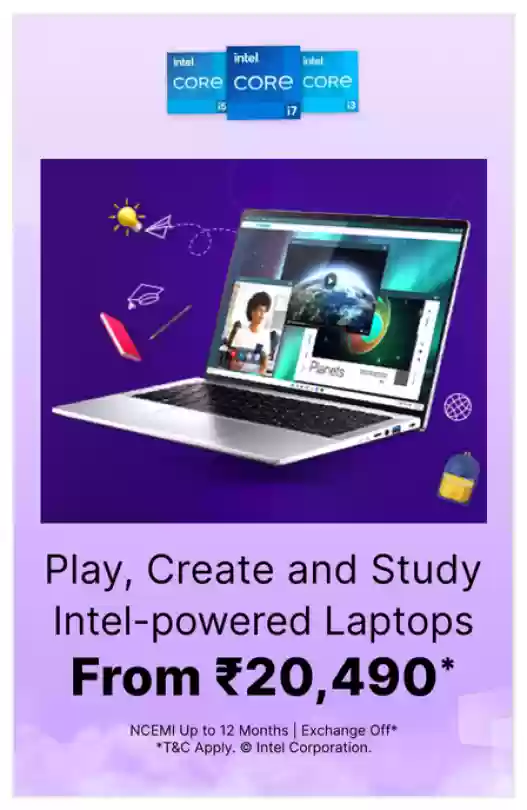 intel
CORE
i5
intel
CORE
i7
intel
CORE
i3
Planets
Play, Create and Study
Intel-powered Laptops
From ₹20,490*
NCEMI Up to 12 Months | Exchange Off*
*T&C Apply. © Intel Corporation.